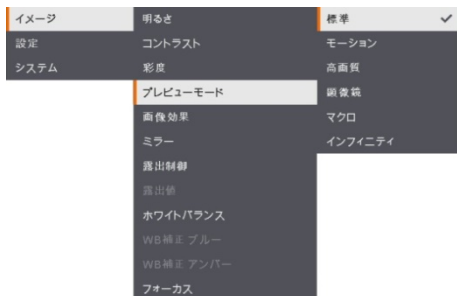 イメージ
設定
システム
明るさ
コントラスト
彩度
プレビューモード
画像効果
ミラー
露出制御
露出値
ホワイトバランス
WB補正 ブルー
WB補正 アンバー
フォーカス
標準
モーション
高画質
顕微鏡
マクロ
インフィニティ